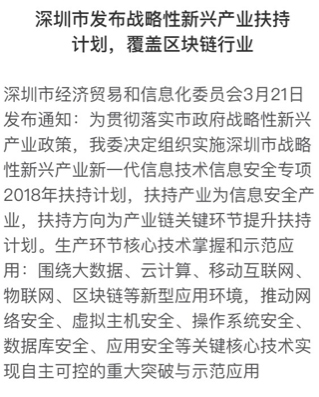 深圳市发布战略性新兴产业扶持
计划，覆盖区块链行业
深圳市经济贸易和信息化委员会3月21日
发布通知：为贯彻落实市政府战略性新兴
产业政策，我委决定组织实施深圳市战略
性新兴产业新一代信息技术信息安全专项
2018年扶持计划，扶持产业为信息安全产
业，扶持方向为产业链关键环节提升扶持
计划。生产环节核心技术掌握和示范应
用：围绕大数据、云计算、移动互联网、
物联网、区块链等新型应用环境，推动网
络安全、虚拟主机安全、操作系统安全、
数据库安全、应用安全等关键核心技术实
现自主可控的重大突破与示范应用